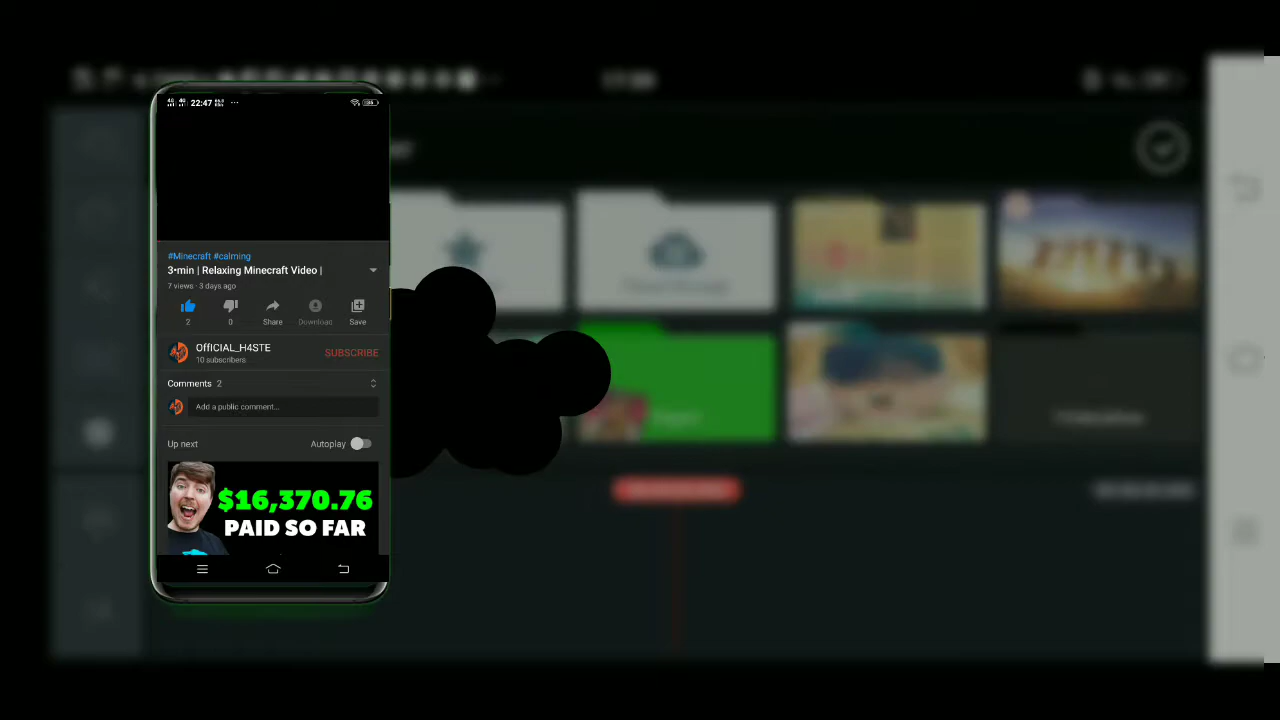 22:47
#Minecraft #calming
3•min | Relaxing Minecraft Video |
7 views · 3 days ago
2
0
Share
Download
Save
OffICIAL_H4STE
10 subscribers
SUBSCRIBE
Comments 2
Add a public comment...
Up next
Autoplay
$16,370.76
PAID SO FAR